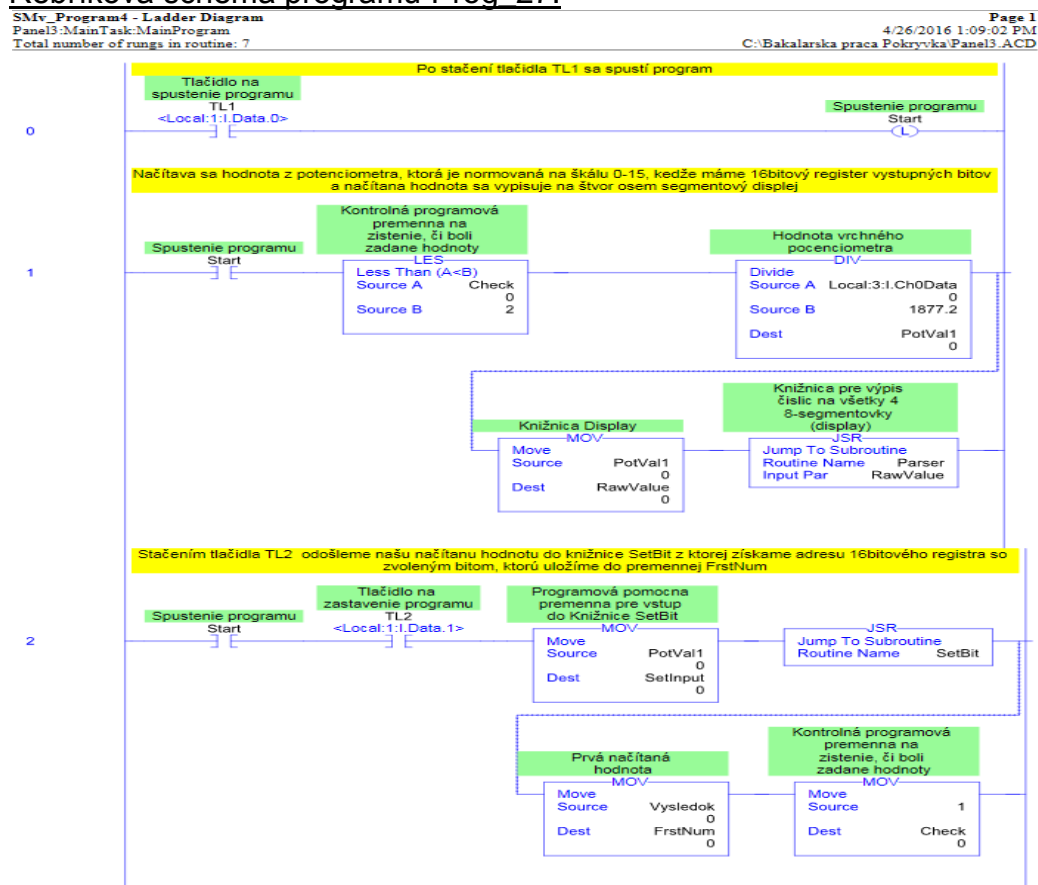 Rebríková schéma programu Prog_27:
SMv_Program4 - Ladder Diagram
Page 1
Panel3:MainTask:MainProgram
4/26/2016 1:09:02 PM
Total number of rungs in routine: 7
C:\Bakalarska praca Pokryvka\Panel3.ACD
Po stačení tlačidla TL1 sa spustí program
Tlačidlo na
spustenie programu
TL1
<Local:1:I.Data.0>
Spustenie programu
Start
L
0
Načítava sa hodnota z potenciometra, ktorá je normovaná na škálu 0-15, kedže máme 16bitový register vystupných bitov
a načítana hodnota sa vypisuje na štvor osem segmentový displej
Kontrolná programová
premenna na
zistenie, či boli
zadane hodnoty
Spustenie programu
Start
1
LES
Less Than (A<B)
Source A Check
0
Source B 2
Hodnota vrchného
pocenciometra
DIV
Divide
Source A Local:3:I.Ch0Data
0
Source B 1877.2
Dest PotVal1
0
Knižnica Display
MOV
Move
Source PotVal1
0
Dest RawValue
0
Knižnica pre výpis
čislic na všetky 4
8-segmentovky
(display)
JSR
Jump To Subroutine
Routine Name Parser
Input Par RawValue
Stačením tlačidla TL2 odošleme našu načítanu hodnotu do knižnice SetBit z ktorej získame adresu 16bitového registra so
zvoleným bitom, ktorú uložíme do premennej FrstNum
Spustenie programu
Start
2
Tlačidlo na
zastavenie programu
TL2
<Local:1:I.Data.1>
Programová pomocna
premenna pre vstup
do Knižnice SetBit
MOV
Move
Source PotVal1
0
Dest SetInput
0
JSR
Jump To Subroutine
Routine Name SetBit
Prvá načítaná
hodnota
MOV
Move
Source Vysledok
0
Dest FrstNum
0
Kontrolná programová
premenna na
zistenie, či boli
zadane hodnoty
MOV
Move
Source 1
Dest Check
0